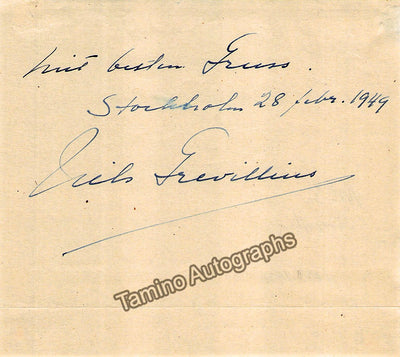 Mit besten Gruss.
Stockholm 28 febr. 1949
Nils Grevillius
Tamino Autographs